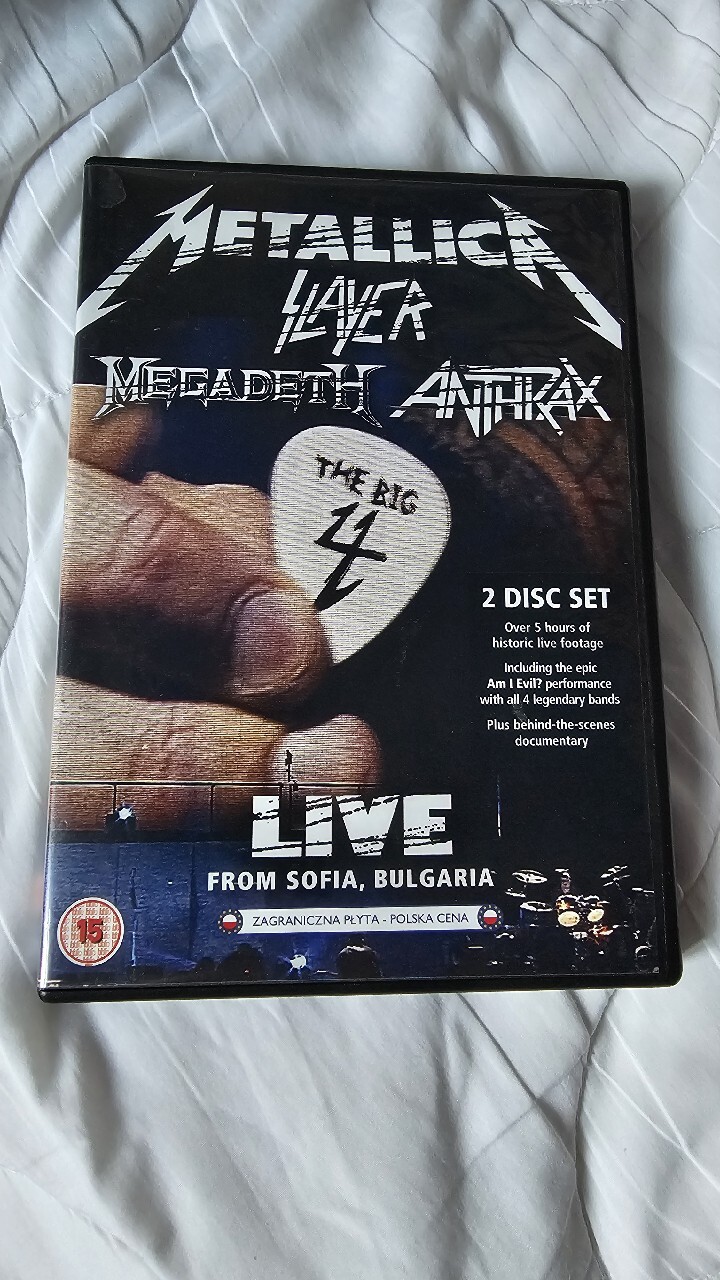 METALLICA
SLAYER
MEGADETH ANTHRAX
THE BIG
4
2 DISC SET
Over 5 hours of
historic live footage
Including the epic
Am I Evil? performance
with all 4 legendary bands
Plus behind-the-scenes
documentary
LIVE
FROM SOFIA, BULGARIA
ZAGRANICZNA PŁYTA - POLSKA CENA
15